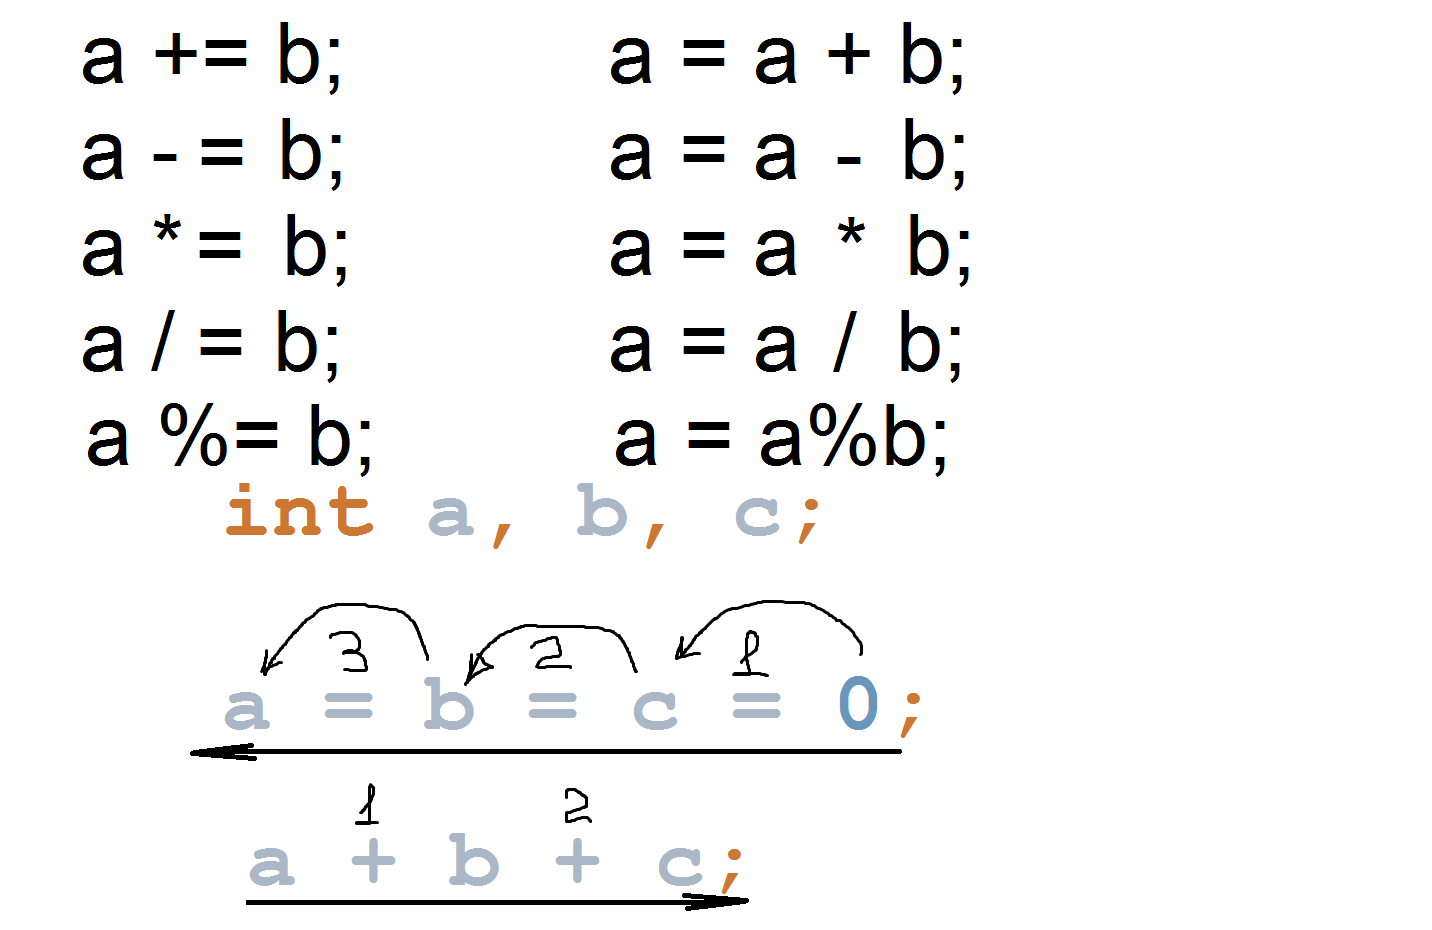 a += b; a = a + b;
a - = b; a = a - b;
a * = b; a = a * b;
a / = b; a = a / b;
a %= b; a = a%b;
int a, b, c;
3 2 1
a = b = c = 0;
1 2
a + b + c;